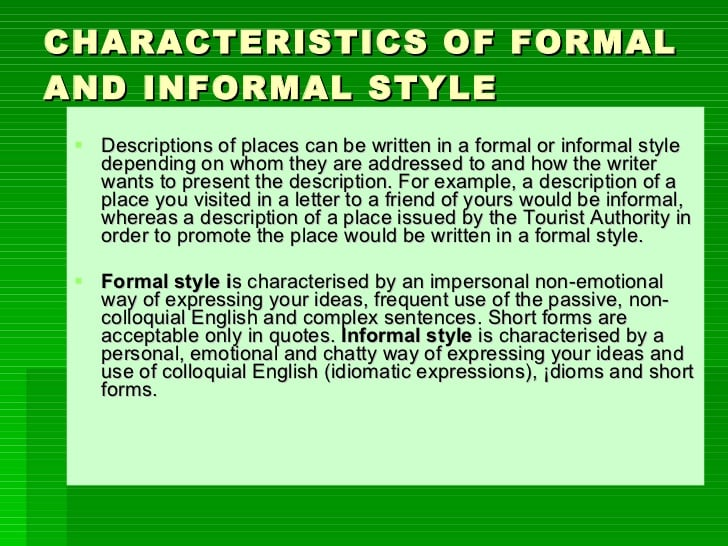 CHARACTERISTICS OF FORMAL
AND INFORMAL STYLE
Descriptions of places can be written in a formal or informal style
depending on whom they are addressed to and how the writer
wants to present the description. For example, a description of a
place you visited in a letter to a friend of yours would be informal,
whereas a description of a place issued by the Tourist Authority in
order to promote the place would be written in a formal style.
Formal style is characterised by an impersonal non-emotional
way of expressing your ideas, frequent use of the passive, non-
colloquial English and complex sentences. Short forms are
acceptable only in quotes. Informal style is characterised by a
personal, emotional and chatty way of expressing your ideas and
use of colloquial English (idiomatic expressions), ¡dioms and short
forms.